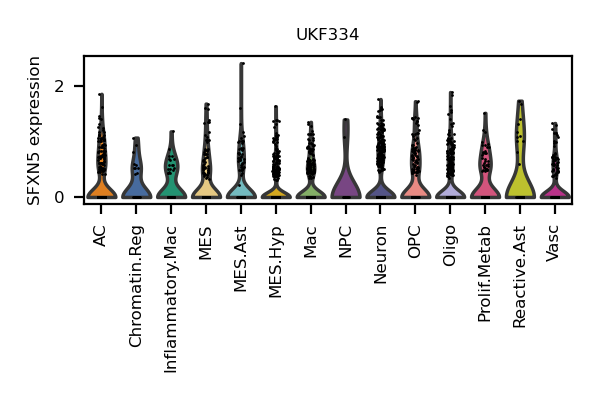 UKF334
SFXN5 expression
2
0
AC
Chromatin.Reg
Inflammatory.Mac
MES
MES.Ast
MES.Hyp
Mac
NPC
Neuron
OPC
Oligo
Prolif.Metab
Reactive.Ast
Vasc